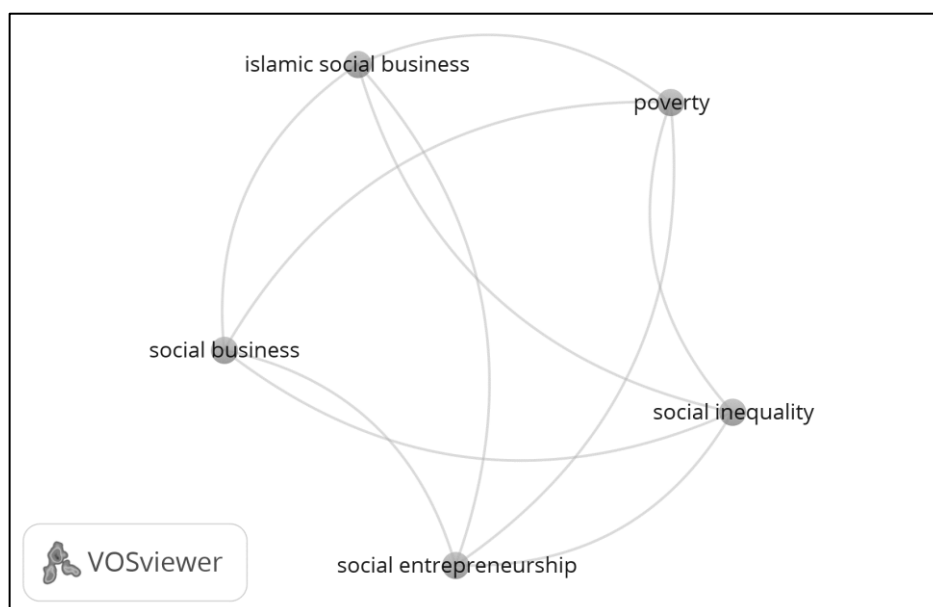 islamic social business
poverty
social business
social inequality
social entrepreneurship
VOSviewer